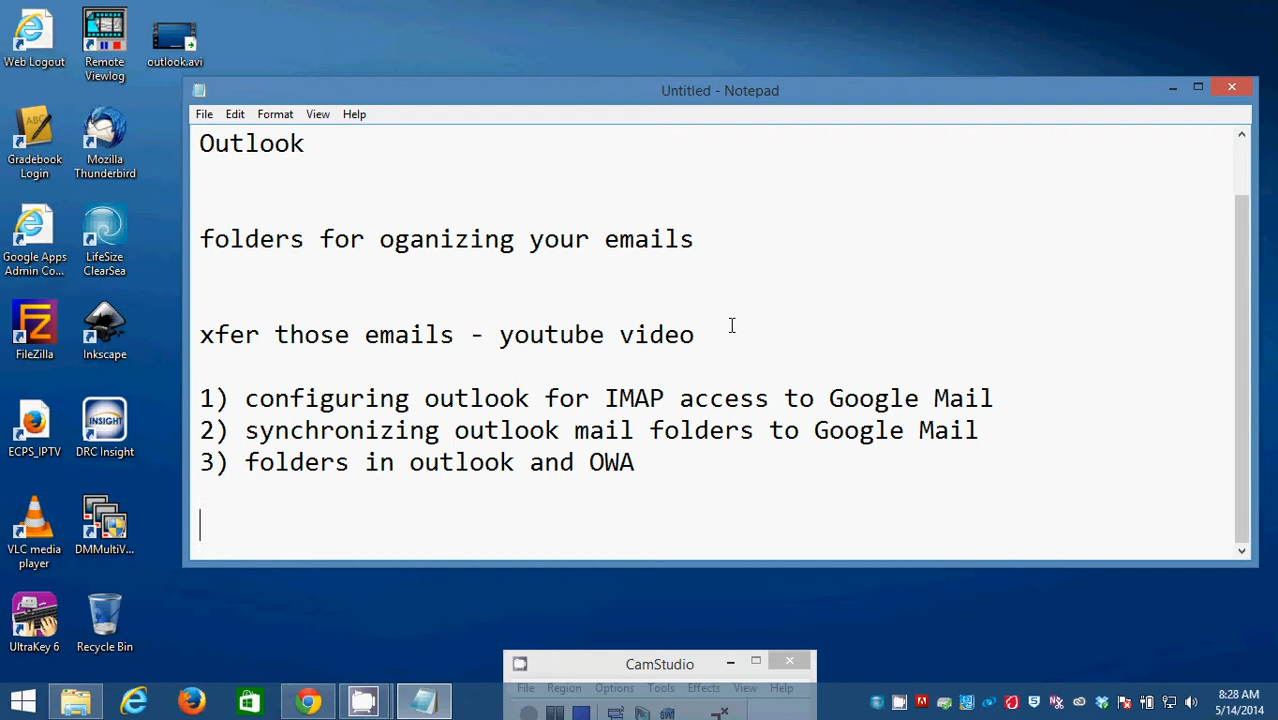 Web Logout
Remote Viewlog
outlook.avi
Gradebook Login
Mozilla Thunderbird
Google Apps Admin Co...
LifeSize ClearSea
FileZilla
Inkscape
ECPS_IPTV
INSIGHT
DRC Insight
VLC media player
DMMultiV...
UltraKey 6
Recycle Bin
Untitled - Notepad
File Edit Format View Help
Outlook
folders for oganizing your emails
xfer those emails - youtube video
1) configuring outlook for IMAP access to Google Mail
2) synchronizing outlook mail folders to Google Mail
3) folders in outlook and OWA
CamStudio
File Region Options Tools Effects View Help
8:28 AM
5/14/2014